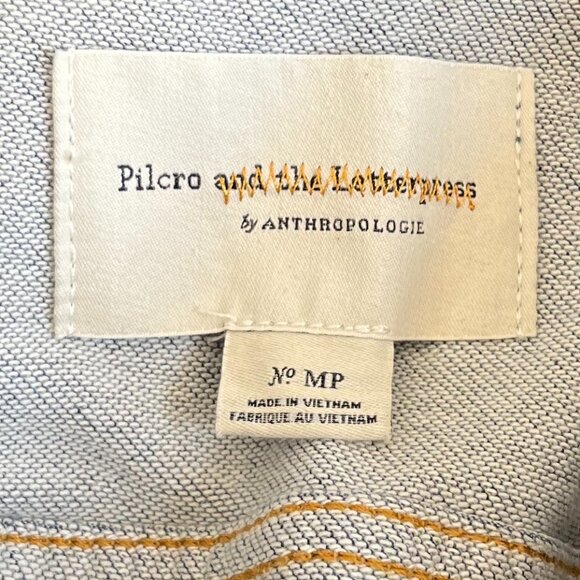 Pilcro and the Letterpress
by ANTHROPOLOGIE
Nº MP
MADE IN VIETNAM
FABRIQUE AU VIETNAM